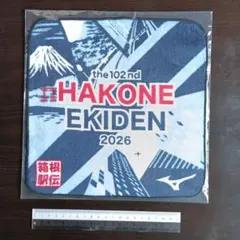 the 102nd
HAKONE
EKIDEN
2026
箱根
駅伝